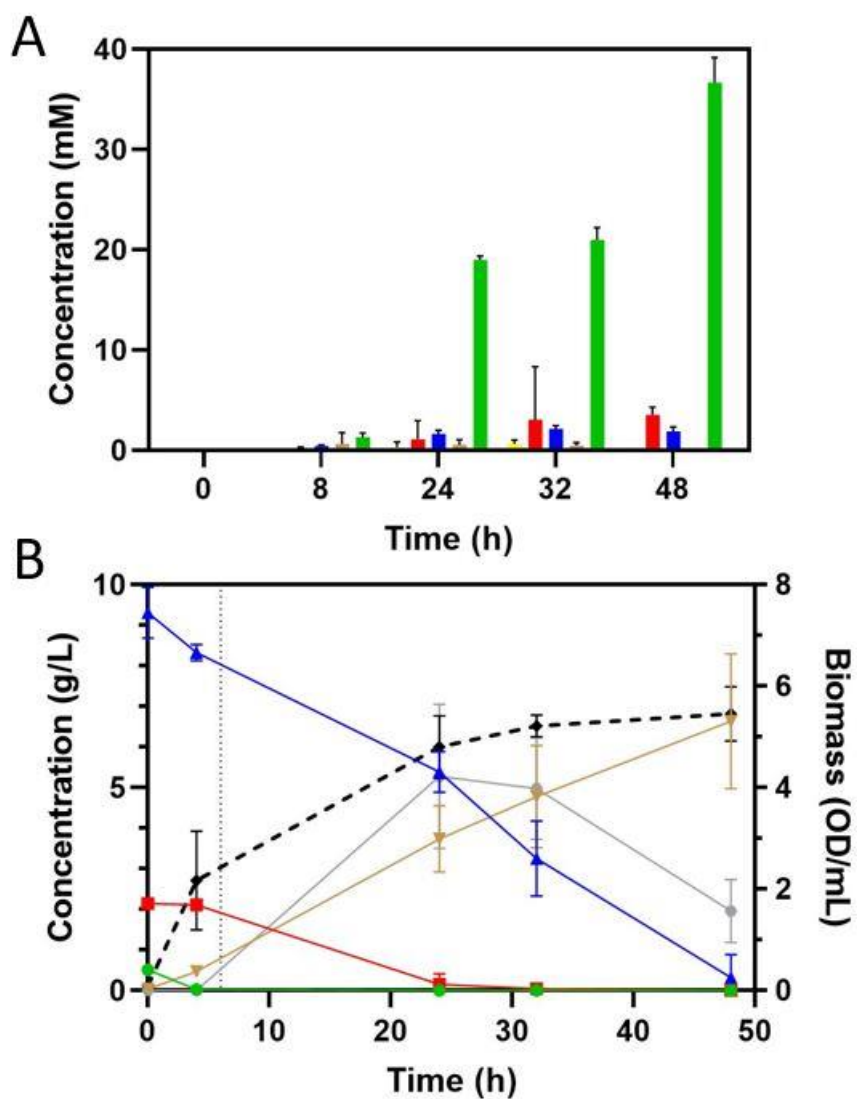 A
Concentration (mM)
40
30
20
10
0
0 8 24 32 48
Time (h)
B
Concentration (g/L)
10
5
0
8
6
4
2
0
Biomass (OD/mL)
0 10 20 30 40 50
Time (h)